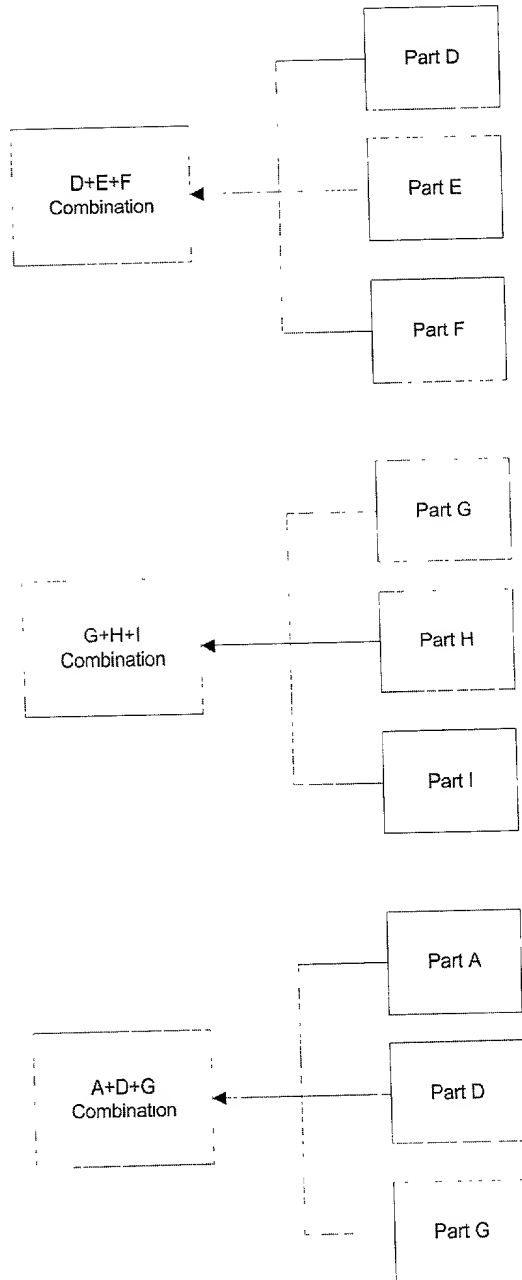 Part D
D+E+F
Combination
Part E
Part F
Part G
G+H+I
Combination
Part H
Part I
Part A
A+D+G
Combination
Part D
Part G